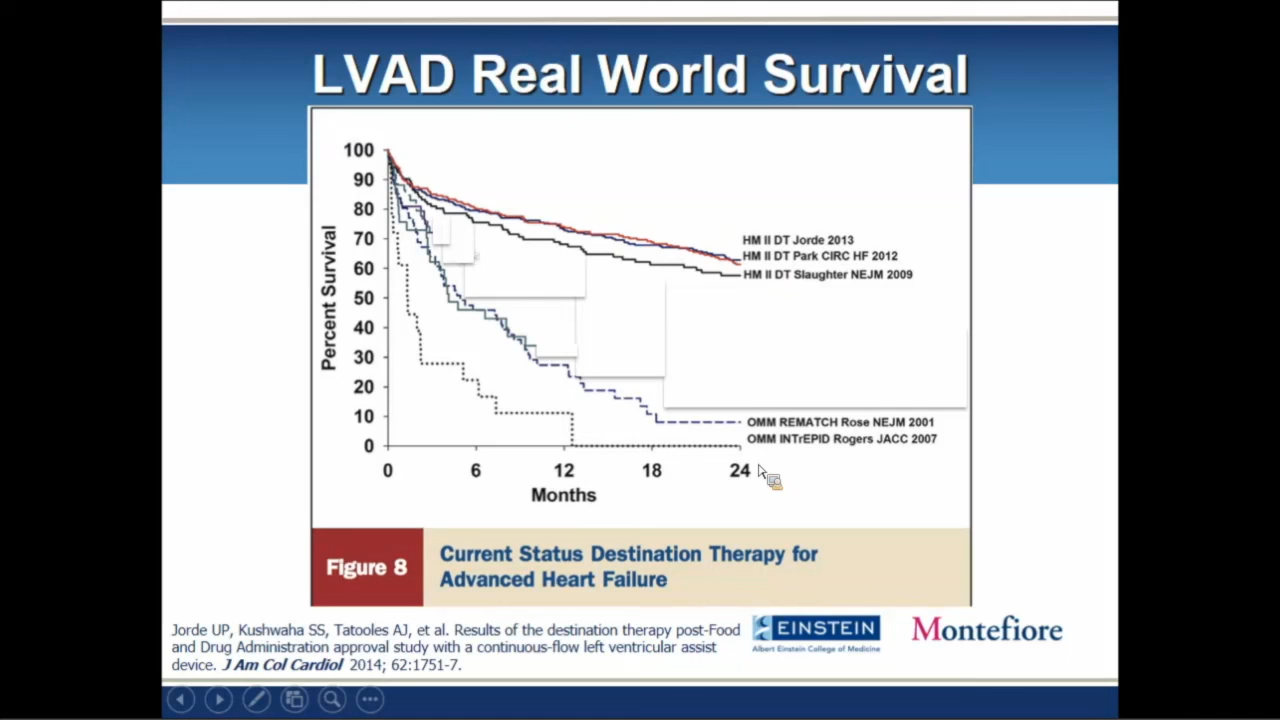 LVAD Real World Survival
100
90
80
70
60
50
40
30
20
10
0
Percent Survival
0 6 12 18 24
Months
HM II DT Jorde 2013
HM II DT Park CIRC HF 2012
HM II DT Slaughter NEJM 2009
OMM REMATCH Rose NEJM 2001
OMM INTrEPID Rogers JACC 2007
Figure 8
Current Status Destination Therapy for
Advanced Heart Failure
Jorde UP, Kushwaha SS, Tatooles AJ, et al. Results of the destination therapy post-Food
and Drug Administration approval study with a continuous-flow left ventricular assist
device. J Am Col Cardiol 2014; 62:1751-7.
EINSTEIN
Albert Einstein College of Medicine
Montefiore